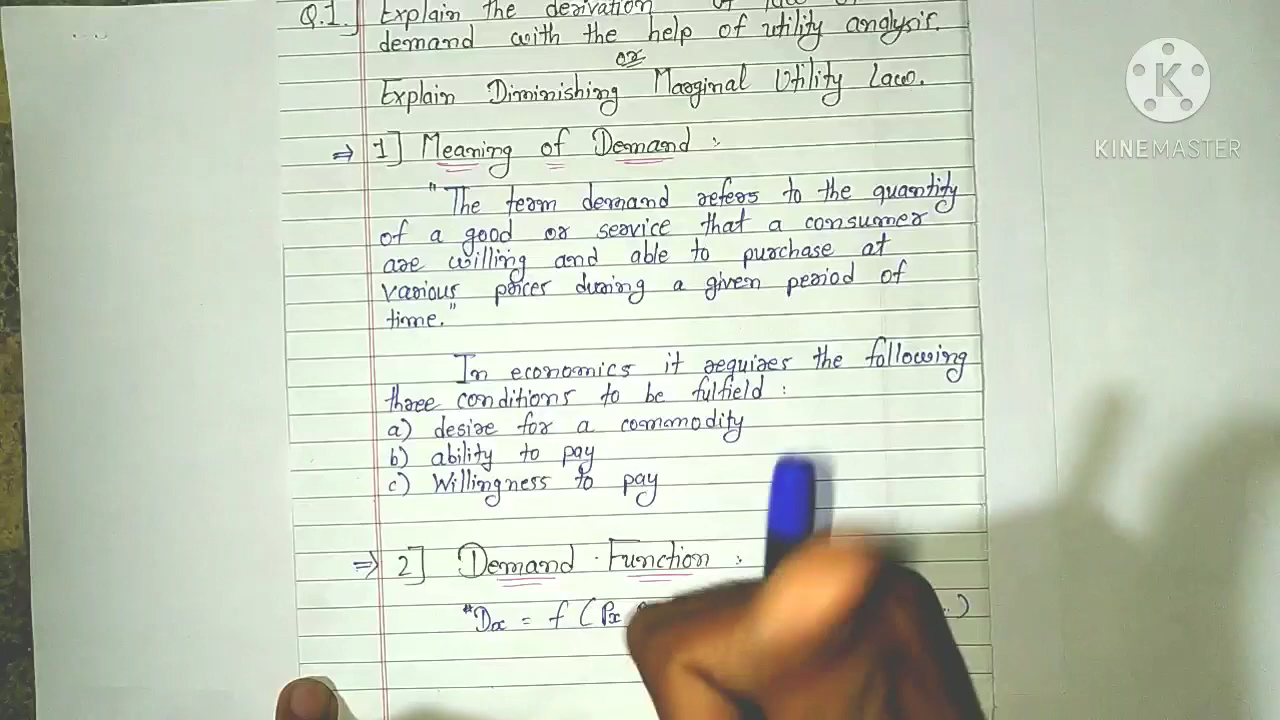 Q.1. Explain the derivation of law of
demand with the help of utility analysis.
or
Explain Diminishing Marginal Utility Law.
⇒ 1] Meaning of Demand :
"The term demand refers to the quantity
of a good or service that a consumer
are willing and able to purchase at
various prices during a given period of
time."
In economics it requires the following
three conditions to be fulfield :
a) desire for a commodity
b) ability to pay
c) Willingness to pay
⇒ 2] Demand Function :
"Dx = f (Px
K
KINEMASTER